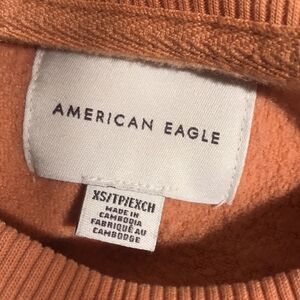 AMERICAN EAGLE
XS/TP/EXCH
MADE IN
CAMBODIA
FABRIQUÉ AU
CAMBODGE